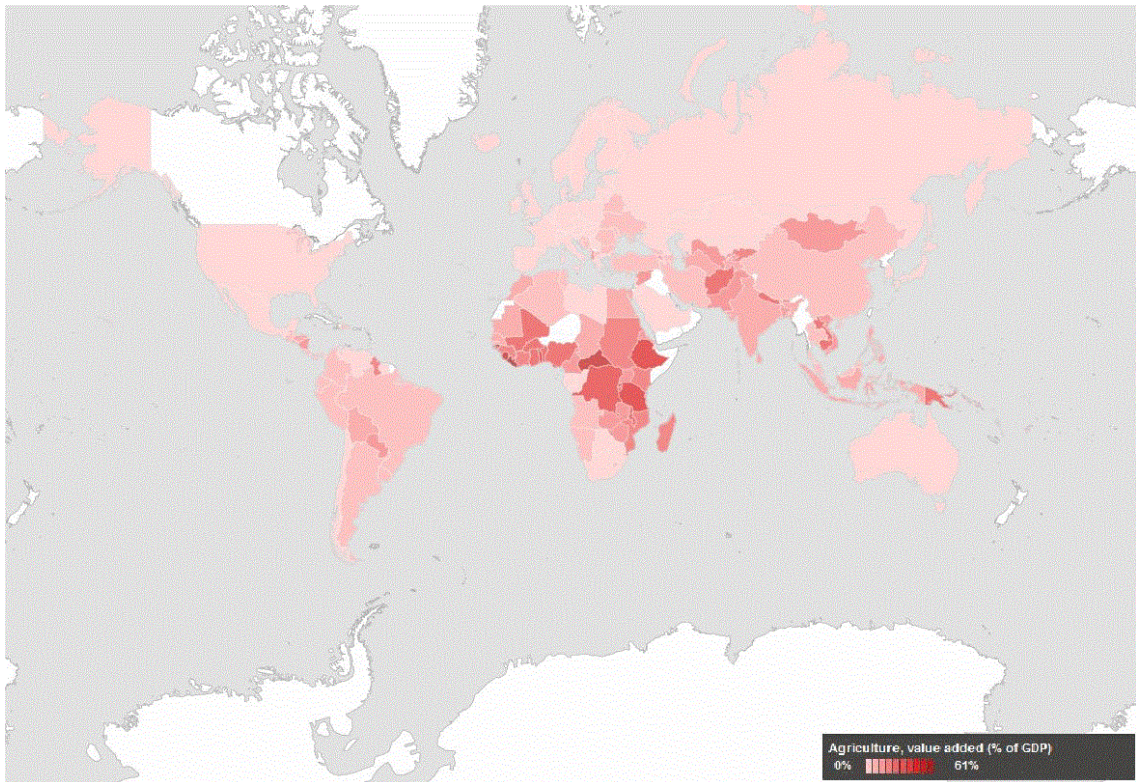 Agriculture, value added (% of GDP)
0% 61%